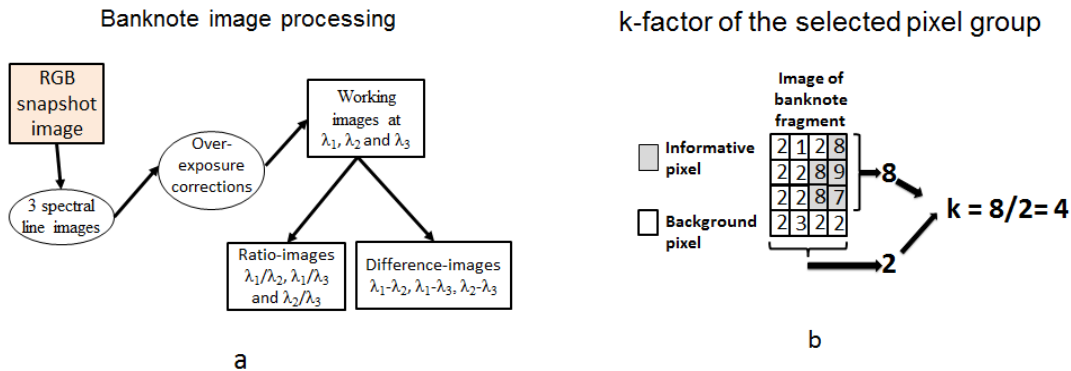 Banknote image processing
RGB
snapshot
image
3 spectral
line images
Over-
exposure
corrections
Working
images at
λ₁, λ₂ and λ₃
Ratio-images
λ₁/λ₂, λ₁/λ₃
and λ₂/λ₃
Difference-images
λ₁-λ₂, λ₁-λ₃, λ₂-λ₃
a
k-factor of the selected pixel group
Image of
banknote
fragment
Informative
pixel
Background
pixel
2 1 2 8
2 2 8 9
2 2 8 7
2 3 2 2
8
2
k = 8/2= 4
b